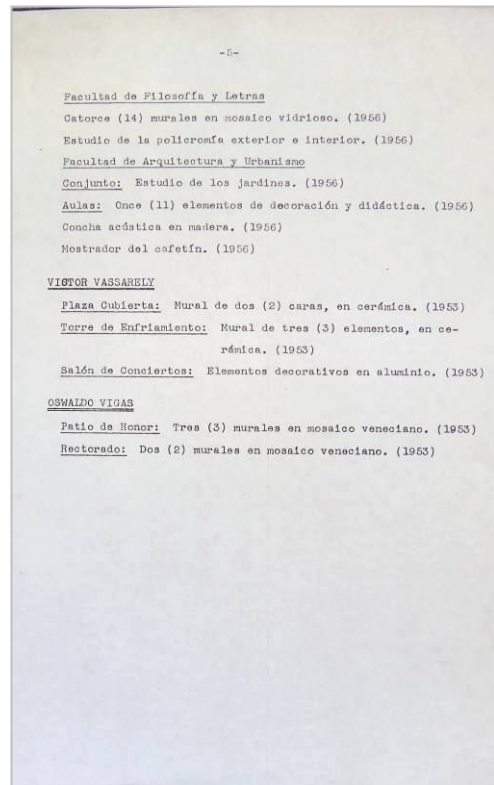 -5-
Facultad de Filosofía y Letras
Catorce (14) murales en mosaico vidrioso. (1956)
Estudio de la policromía exterior e interior. (1956)
Facultad de Arquitectura y Urbanismo
Conjunto: Estudio de los jardines. (1956)
Aulas: Once (11) elementos de decoración y didáctica. (1956)
Concha acústica en madera. (1956)
Mostrador del cafetín. (1956)
VICTOR VASSARELY
Plaza Cubierta: Mural de dos (2) caras, en cerámica. (1953)
Torre de Enfriamiento: Mural de tres (3) elementos, en ce-
rámica. (1953)
Salón de Conciertos: Elementos decorativos en aluminio. (1953)
OSWALDO VIGAS
Patio de Honor: Tres (3) murales en mosaico veneciano. (1953)
Rectorado: Dos (2) murales en mosaico veneciano. (1953)